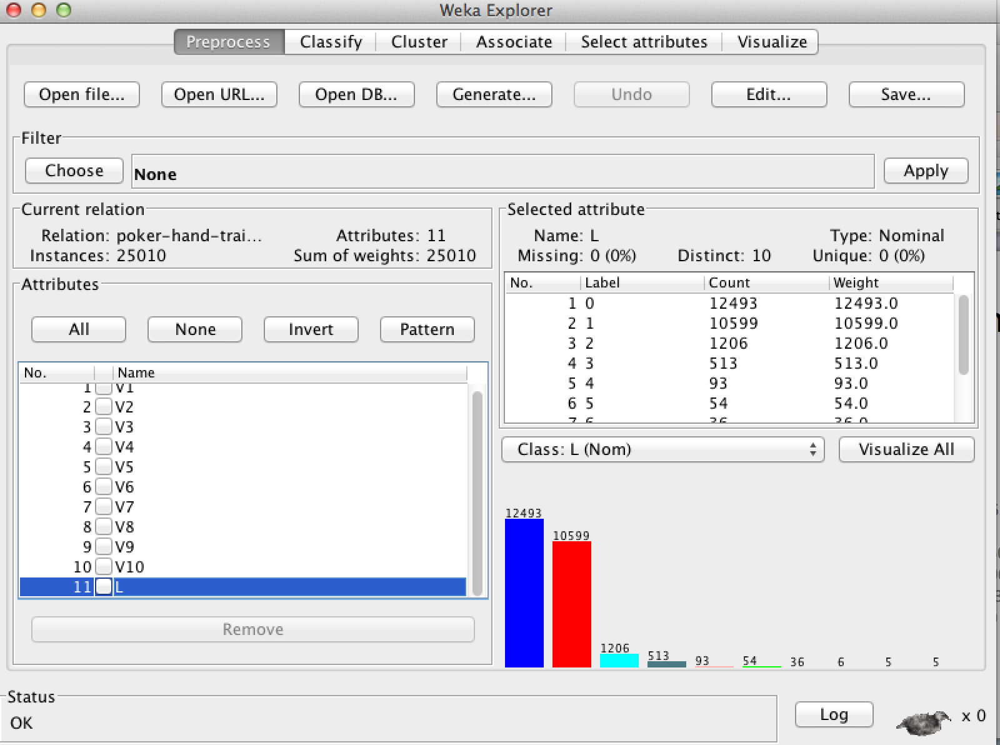 Weka Explorer
Preprocess Classify Cluster Associate Select attributes Visualize
Open file... Open URL... Open DB... Generate... Undo Edit... Save...
Filter
Choose None Apply
Current relation
Relation: poker-hand-trai... Attributes: 11
Instances: 25010 Sum of weights: 25010
Attributes
All None Invert Pattern
No. Name
1 V1
2 V2
3 V3
4 V4
5 V5
6 V6
7 V7
8 V8
9 V9
10 V10
11 L
Remove
Selected attribute
Name: L Type: Nominal
Missing: 0 (0%) Distinct: 10 Unique: 0 (0%)
No. Label Count Weight
1 0 12493 12493.0
2 1 10599 10599.0
3 2 1206 1206.0
4 3 513 513.0
5 4 93 93.0
6 5 54 54.0
7 6 36 36.0
Class: L (Nom) Visualize All
12493
10599
1206
513
93 54 36 6 5 5
Status
OK
Log x 0